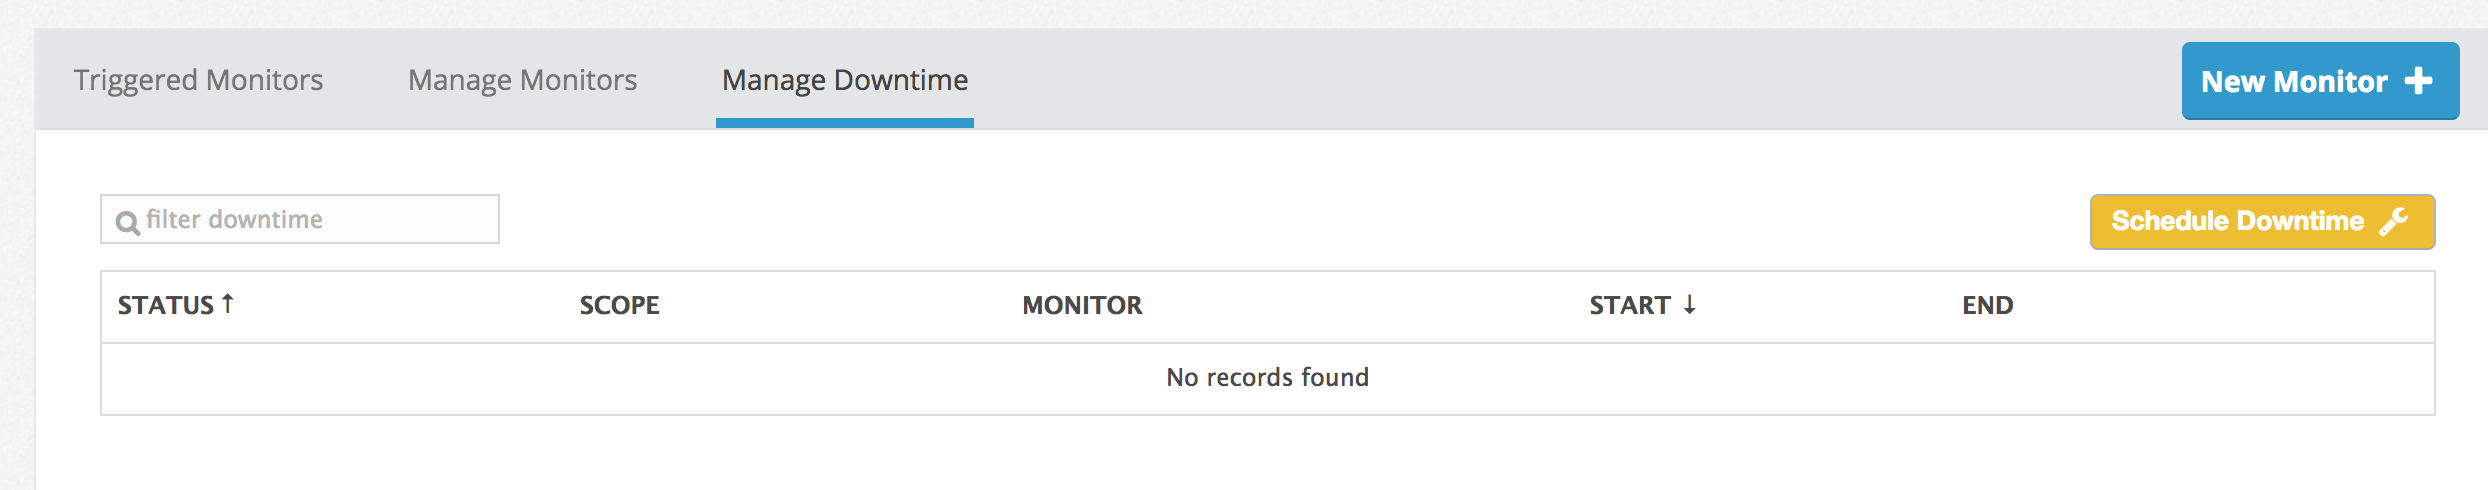 Triggered Monitors Manage Monitors Manage Downtime New Monitor
filter downtime Schedule Downtime
STATUS ↑ SCOPE MONITOR START ↓ END
No records found